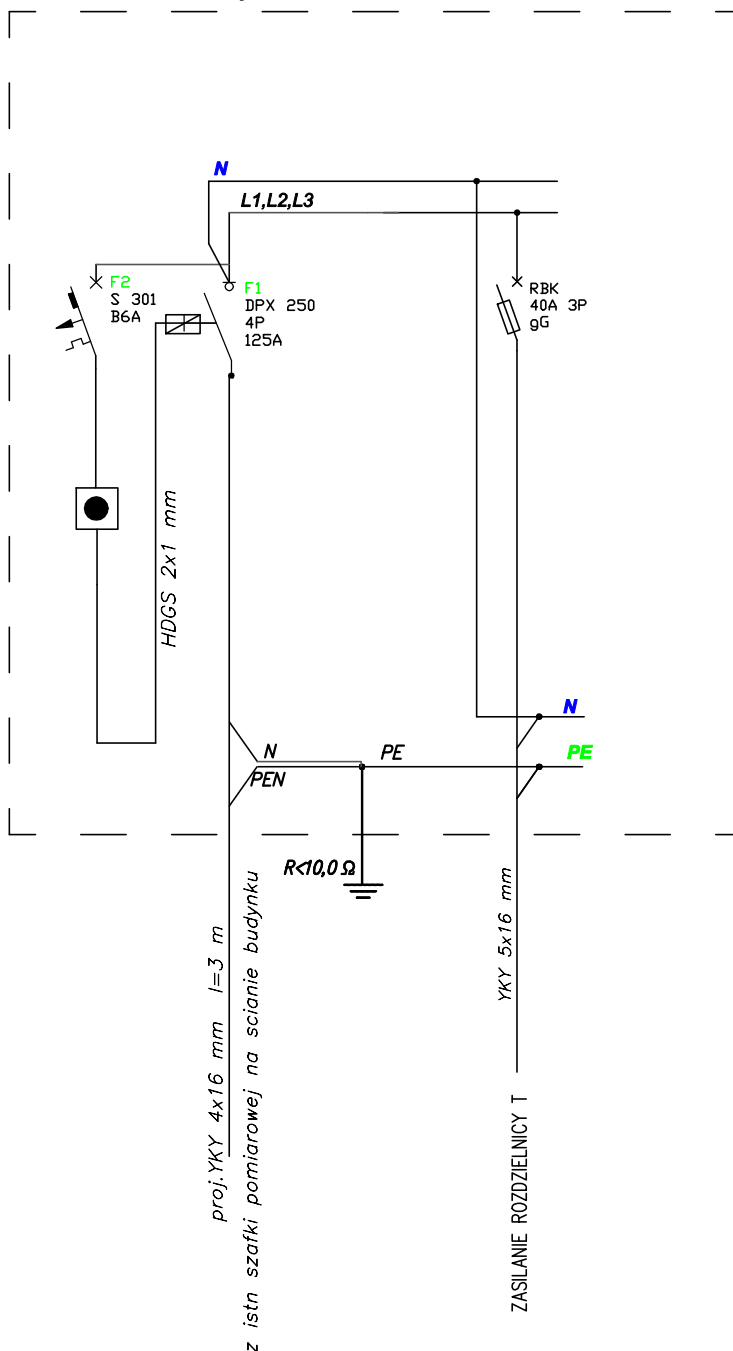 N
L1,L2,L3
F2
S 301
B6A
F1
DPX 250
4P
125A
RBK
40A 3P
gG
HDGS 2x1 mm
N
N
PE
PE
PEN
R<10,0 Ω
proj.YKY 4x16 mm l=3 m
z istn szafki pomiarowej na scianie budynku
YKY 5x16 mm
ZASILANIE ROZDZIELNICY T